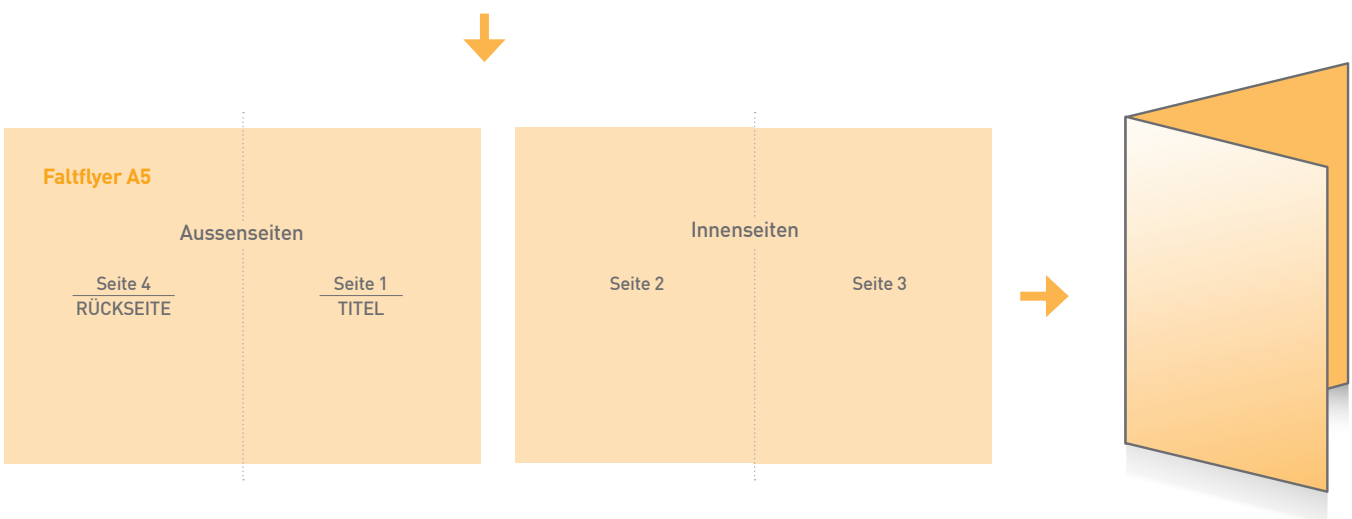 Faltflyer A5
Aussenseiten
Seite 4
RÜCKSEITE
Seite 1
TITEL
Innenseiten
Seite 2
Seite 3